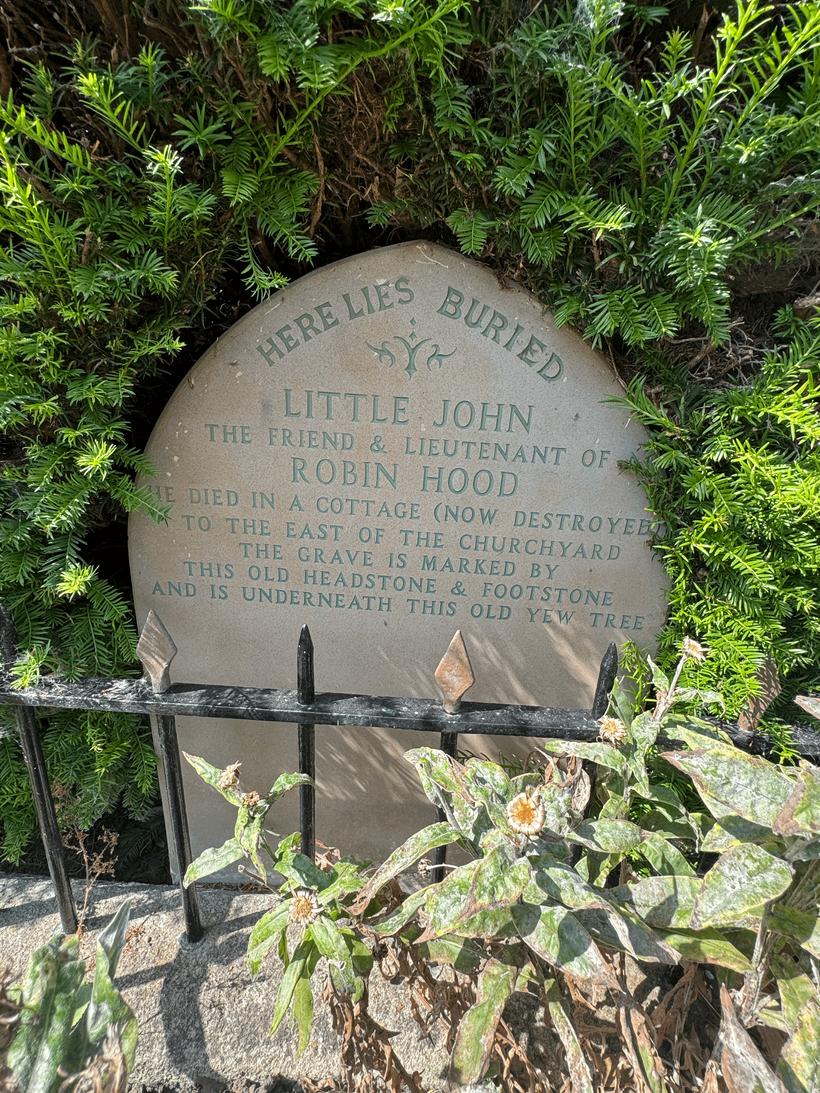 HERE LIES BURIED
LITTLE JOHN
THE FRIEND & LIEUTENANT OF
ROBIN HOOD
HE DIED IN A COTTAGE (NOW DESTROYED)
TO THE EAST OF THE CHURCHYARD
THE GRAVE IS MARKED BY
THIS OLD HEADSTONE & FOOTSTONE
AND IS UNDERNEATH THIS OLD YEW TREE